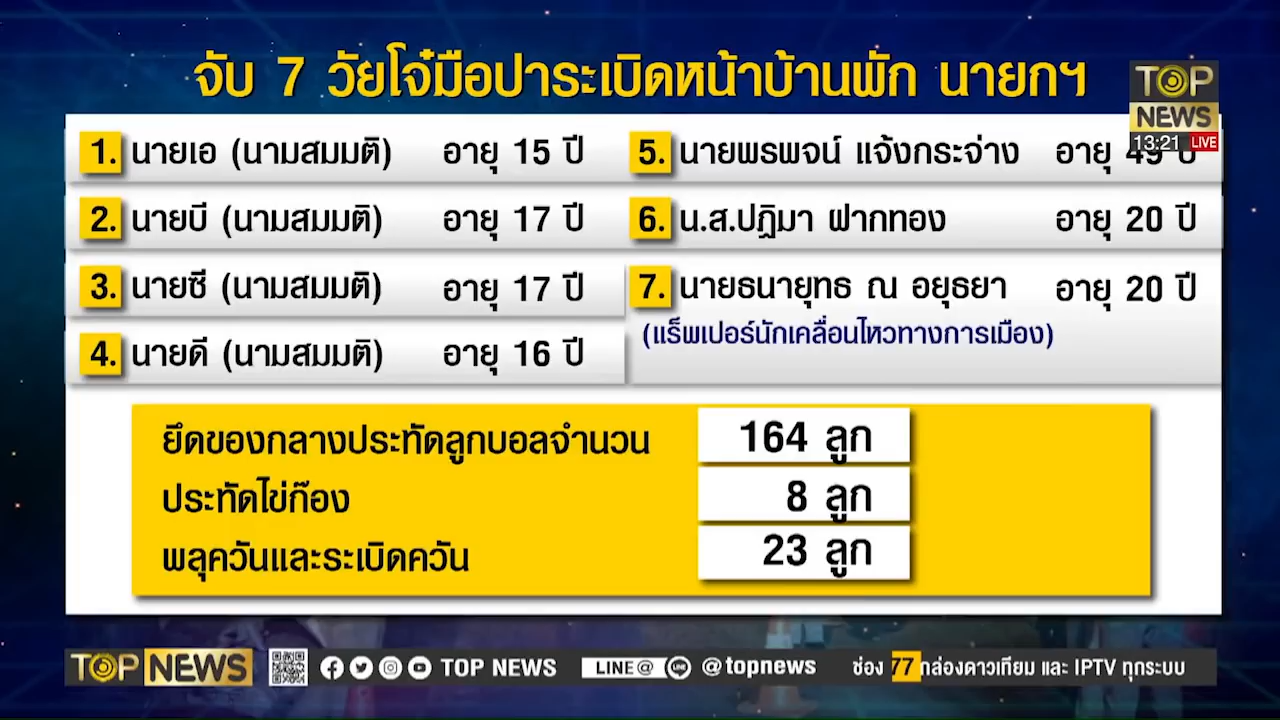 จับ 7 วัยโจ๋มือปาระเบิดหน้าบ้านพัก นายกฯ
TOP NEWS
13:21 LIVE
1. นายเอ (นามสมมติ) อายุ 15 ปี
2. นายบี (นามสมมติ) อายุ 17 ปี
3. นายซี (นามสมมติ) อายุ 17 ปี
4. นายดี (นามสมมติ) อายุ 16 ปี
5. นายพรพจน์ แจ้งกระจ่าง อายุ 49 ปี
6. น.ส.ปฏิมา ฝากทอง อายุ 20 ปี
7. นายธนายุทธ ณ อยุธยา อายุ 20 ปี
(แร็พเปอร์นักเคลื่อนไหวทางการเมือง)
ยึดของกลางประทัดลูกบอลจำนวน 164 ลูก
ประทัดไข่ก๊อง 8 ลูก
พลุควันและระเบิดควัน 23 ลูก
TOP NEWS TOP NEWS LINE@ LINE @topnews ช่อง 77 กล่องดาวเทียม และ IPTV ทุกระบบ